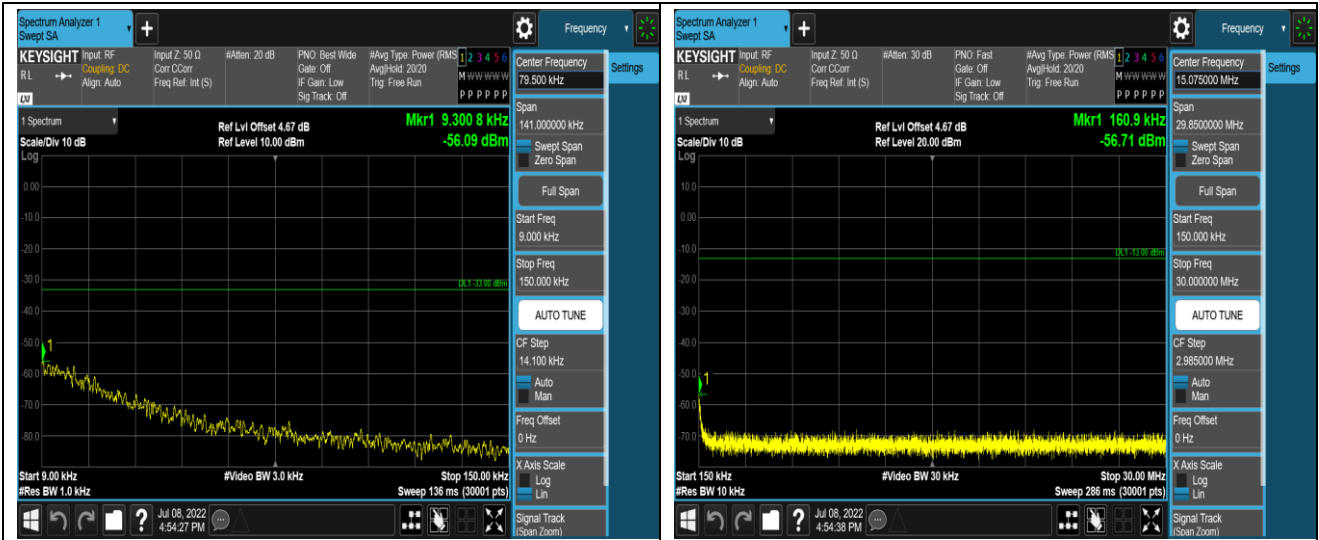 Spectrum Analyzer 1
Swept SA
+
Frequency
KEYSIGHT
Input: RF
Coupling: DC
Align: Auto
Input Z: 50 Ω
Corr CCorr
Freq Ref: Int (S)
#Atten: 20 dB
PNO: Best Wide
Gate: Off
IF Gain: Low
Sig Track: Off
#Avg Type: Power (RMS
Avg|Hold: 20/20
Trig: Free Run
1 2 3 4 5 6
M W W W W W
P P P P P P
RL
LXI
Center Frequency
79.500 kHz
Settings
Span
141.000000 kHz
Swept Span
Zero Span
Full Span
Start Freq
9.000 kHz
Stop Freq
150.000 kHz
AUTO TUNE
CF Step
14.100 kHz
Auto
Man
Freq Offset
0 Hz
X Axis Scale
Log
Lin
Signal Track
(Span Zoom)
1 Spectrum
Scale/Div 10 dB
Log
Ref Lvl Offset 4.67 dB
Ref Level 10.00 dBm
Mkr1 9.300 8 kHz
-56.09 dBm
0.00
-10.0
-20.0
-30.0
-40.0
-50.0
-60.0
-70.0
-80.0
DL1 -33.00 dBm
1
Start 9.00 kHz
#Res BW 1.0 kHz
#Video BW 3.0 kHz
Stop 150.00 kHz
Sweep 136 ms (30001 pts)
?
Jul 08, 2022
4:54:27 PM
Spectrum Analyzer 1
Swept SA
+
Frequency
KEYSIGHT
Input: RF
Coupling: DC
Align: Auto
Input Z: 50 Ω
Corr CCorr
Freq Ref: Int (S)
#Atten: 30 dB
PNO: Fast
Gate: Off
IF Gain: Low
Sig Track: Off
#Avg Type: Power (RMS
Avg|Hold: 20/20
Trig: Free Run
1 2 3 4 5 6
M W W W W W
P P P P P P
RL
LXI
Center Frequency
15.075000 MHz
Settings
Span
29.8500000 MHz
Swept Span
Zero Span
Full Span
Start Freq
150.000 kHz
Stop Freq
30.000000 MHz
AUTO TUNE
CF Step
2.985000 MHz
Auto
Man
Freq Offset
0 Hz
X Axis Scale
Log
Lin
Signal Track
(Span Zoom)
1 Spectrum
Scale/Div 10 dB
Log
Ref Lvl Offset 4.67 dB
Ref Level 20.00 dBm
Mkr1 160.9 kHz
-56.71 dBm
10.0
0.00
-10.0
-20.0
-30.0
-40.0
-50.0
-60.0
-70.0
DL1 -13.00 dBm
1
Start 150 kHz
#Res BW 10 kHz
#Video BW 30 kHz
Stop 30.00 MHz
Sweep 286 ms (30001 pts)
?
Jul 08, 2022
4:54:38 PM